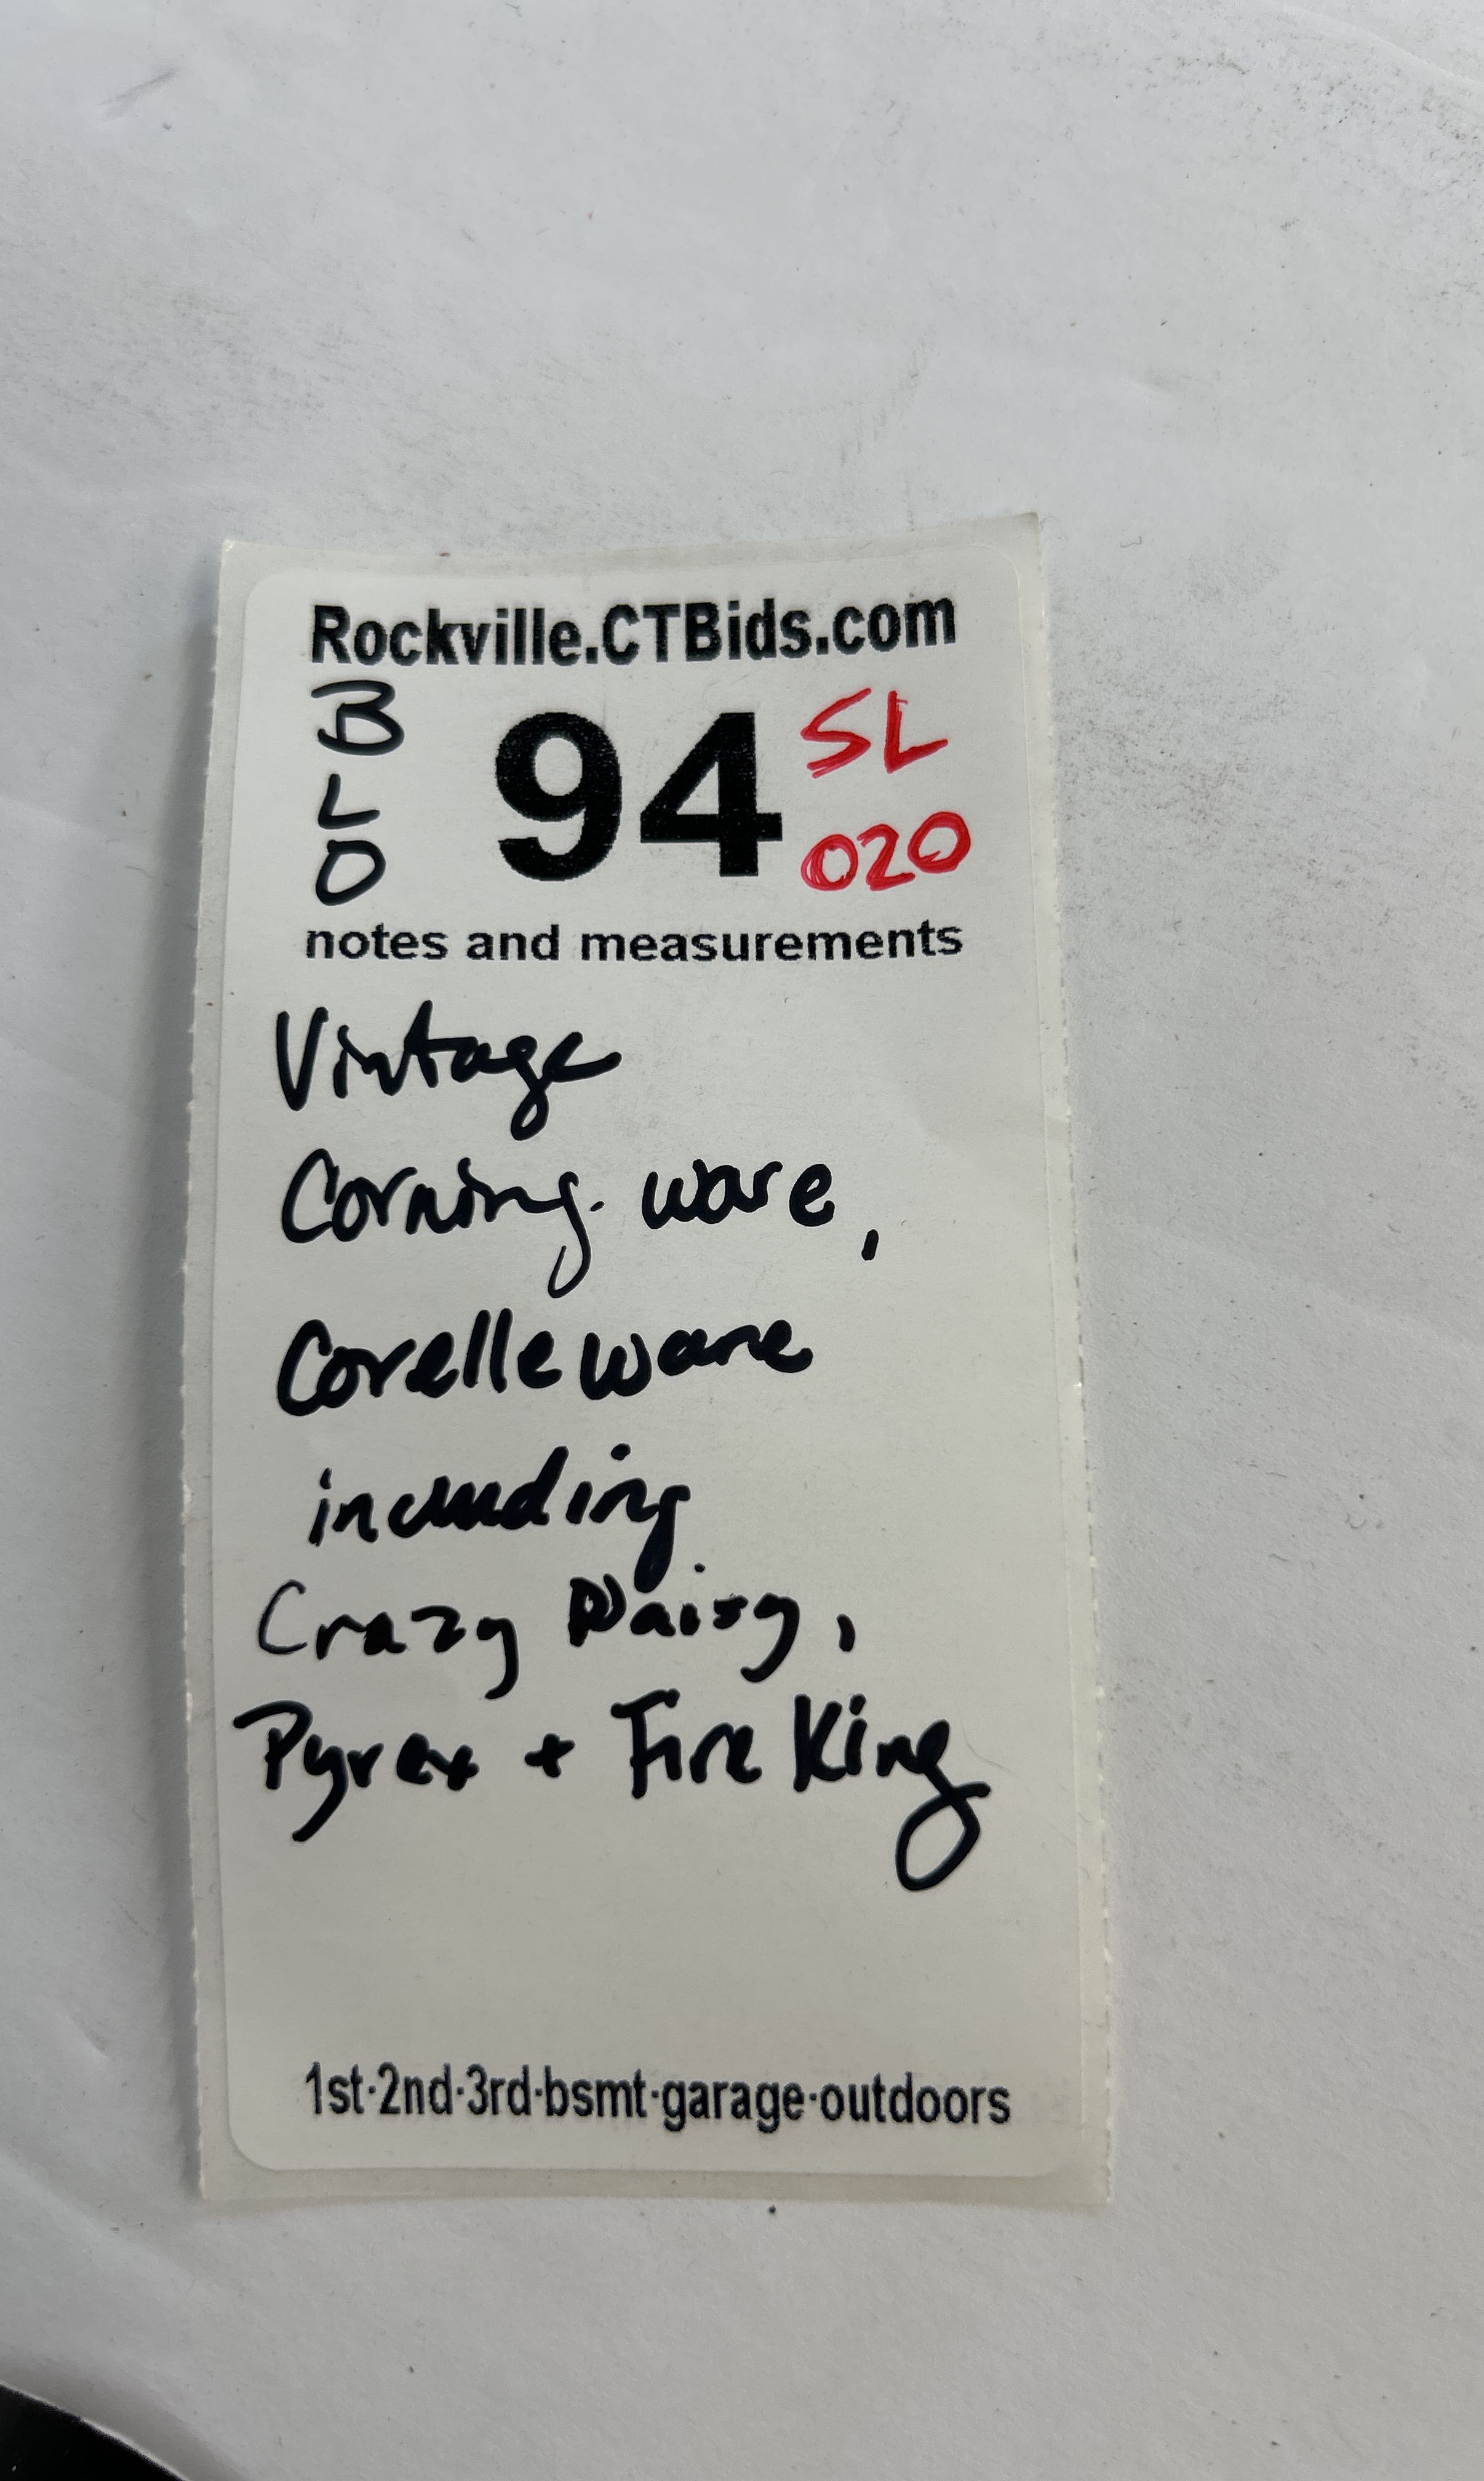 Rockville.CTBids.com
B
L
O
94
SL
020
notes and measurements
Vintage
Corning ware,
Corelleware
including
Crazy Daisy,
Pyrex + Fire King
1st·2nd·3rd·bsmt·garage·outdoors